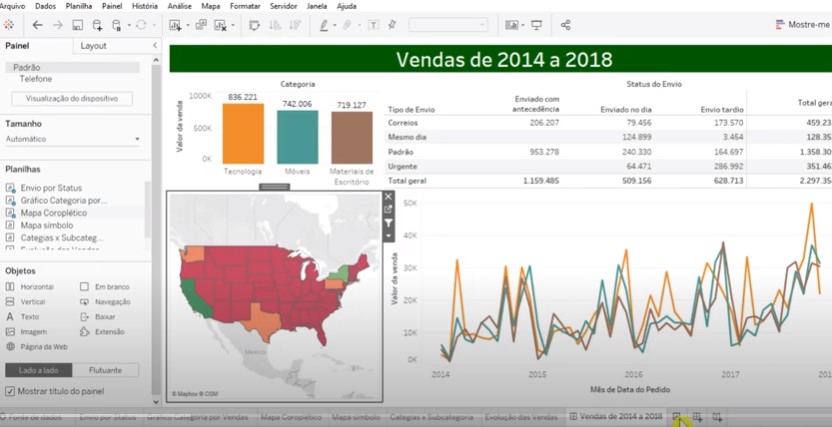 Arquivo Dados Planilha Painel História Análise Mapa Formatar Servidor Janela Ajuda
Mostre-me
Painel Layout
Padrão
Telefone
Visualização do dispositivo
Tamanho
Automático
Planilhas
Envio por Status
Gráfico Categoria por...
Mapa Coroplético
Mapa símbolo
Categias x Subcateg...
Objetos
Horizontal Em branco
Vertical Navegação
Texto Baixar
Imagem Extensão
Página da Web
Lado a lado Flutuante
Mostrar título do painel
Vendas de 2014 a 2018
Categoria
Valor da venda
1000K
500K
0K
836.221 742.006 719.127
Tecnologia Móveis Materiais de
Escritório
Status do Envio
Tipo de Envio Enviado com antecedência Enviado no dia Envio tardio Total gera
Correios 206.207 79.456 173.570 459.23
Mesmo dia 124.899 3.454 128.35
Padrão 953.278 240.330 164.697 1.358.30
Urgente 64.471 286.992 351.46
Total geral 1.159.485 509.156 628.713 2.297.35
México
© Mapbox © OSM
Valor da venda
50K
40K
30K
20K
10K
0K
2014 2015 2016 2017 201
Mês de Data do Pedido
Fonte de dados Envio por Status Gráfico Categoria por Vendas Mapa Coroplético Mapa símbolo Categias x Subcategoria Evolução das Vendas Vendas de 2014 a 2018